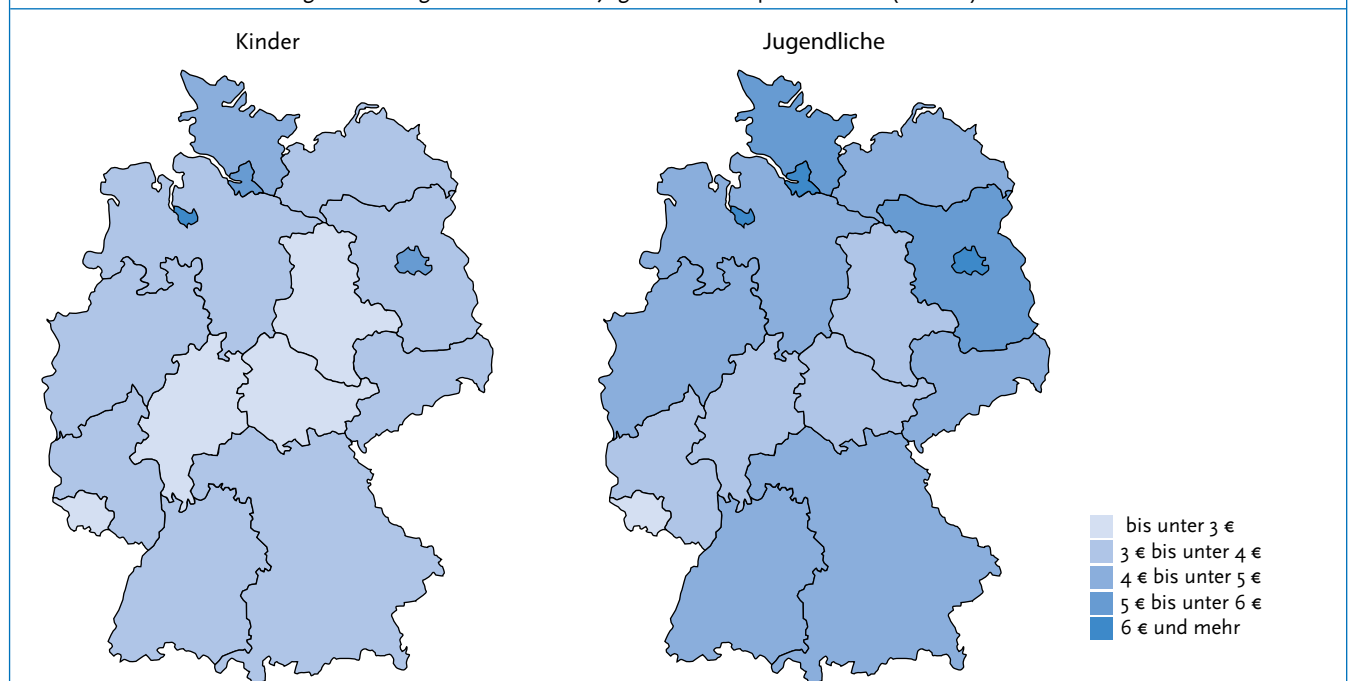 Kinder
Jugendliche
bis unter 3 €
3 € bis unter 4 €
4 € bis unter 5 €
5 € bis unter 6 €
6 € und mehr